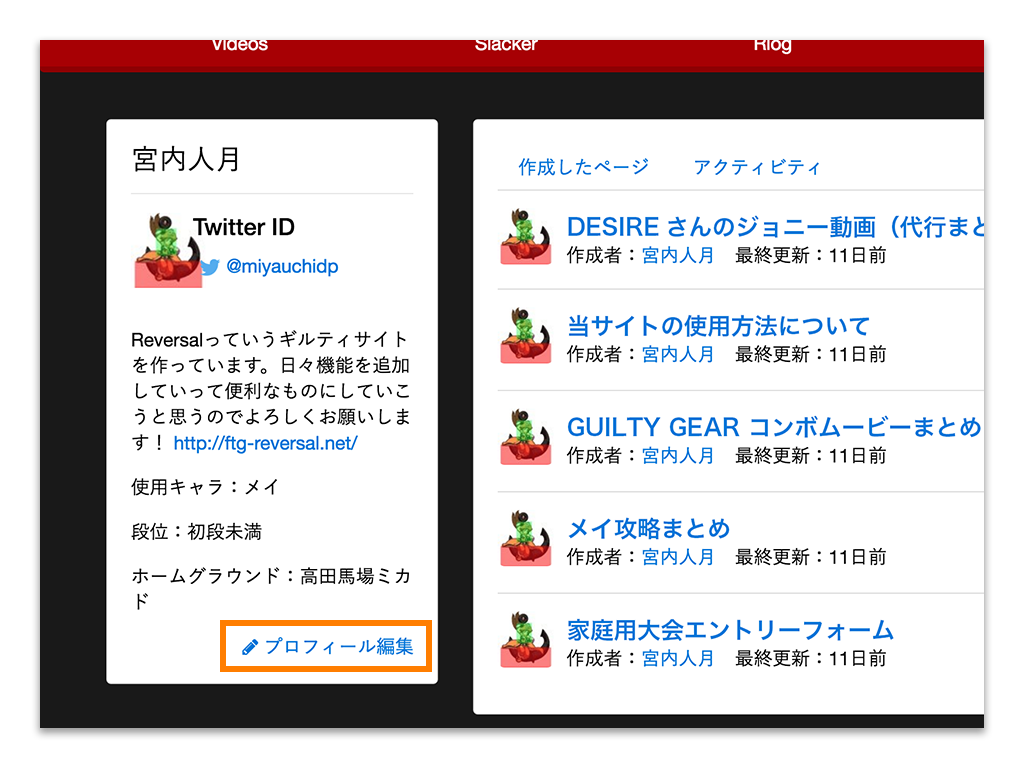 Videos Slacker Blog
宮内人月
Twitter ID
@miyauchidp
Reversalっていうギルティサイト
を作っています。日々機能を追加
していって便利なものにしていこ
うと思うのでよろしくお願いしま
す！ http://ftg-reversal.net/
使用キャラ：メイ
段位：初段未満
ホームグラウンド：高田馬場ミカ
ド
プロフィール編集
作成したページ アクティビティ
DESIRE さんのジョニー動画（代行まと
作成者：宮内人月 最終更新：11日前
当サイトの使用方法について
作成者：宮内人月 最終更新：11日前
GUILTY GEAR コンボムービーまとめ
作成者：宮内人月 最終更新：11日前
メイ攻略まとめ
作成者：宮内人月 最終更新：11日前
家庭用大会エントリーフォーム
作成者：宮内人月 最終更新：11日前